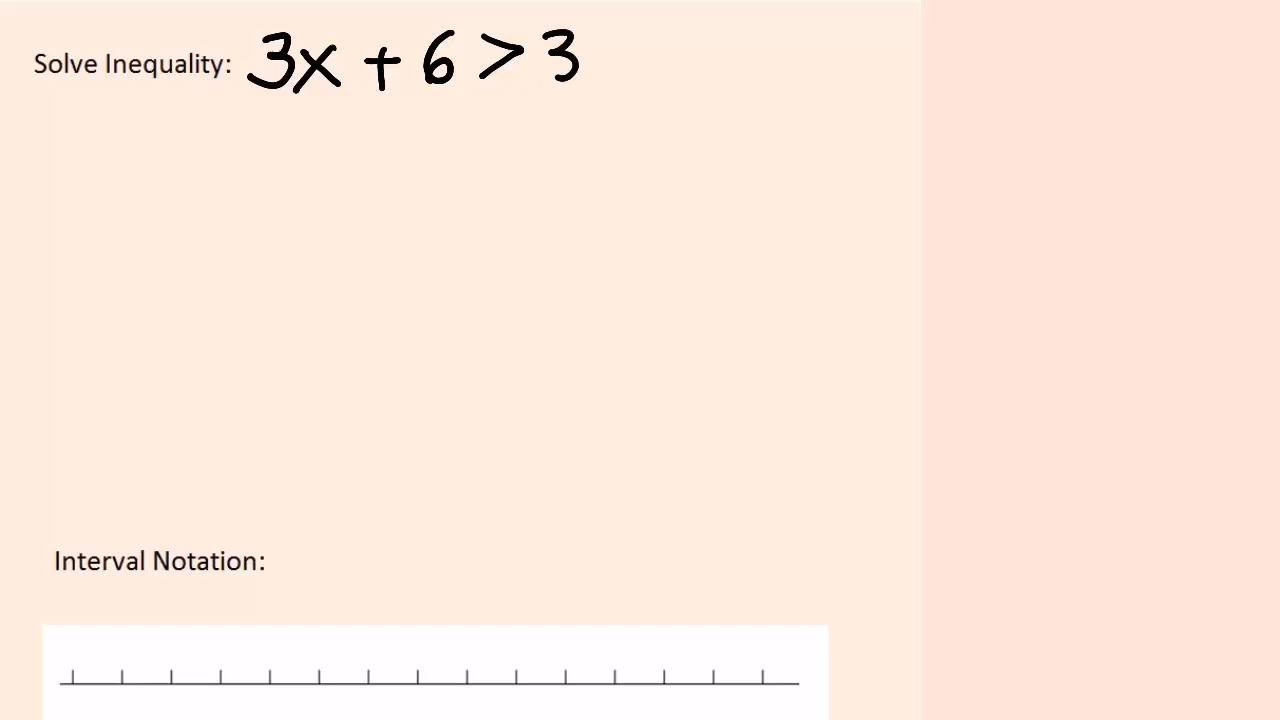 Solve Inequality: 3x + 6 > 3
Interval Notation: